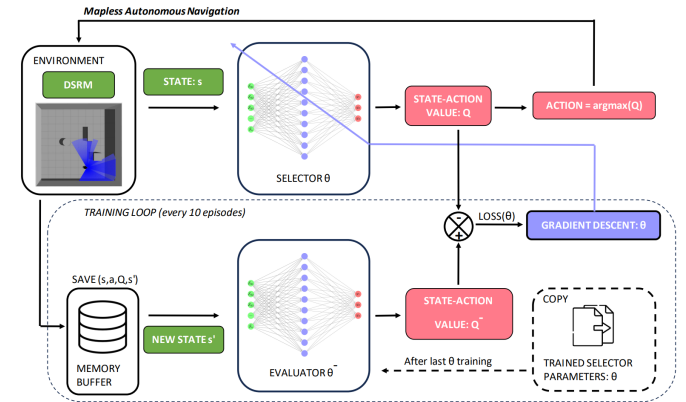 Mapless Autonomous Navigation
ENVIRONMENT
DSRM
STATE: s
SELECTOR θ
STATE-ACTION
VALUE: Q
ACTION = argmax(Q)
TRAINING LOOP (every 10 episodes)
-
+
LOSS(θ)
GRADIENT DESCENT: θ
SAVE (s,a,Q,s')
MEMORY
BUFFER
NEW STATE s'
EVALUATOR θ⁻
STATE-ACTION
VALUE: Q⁻
After last θ training
COPY
TRAINED SELECTOR
PARAMETERS: θ